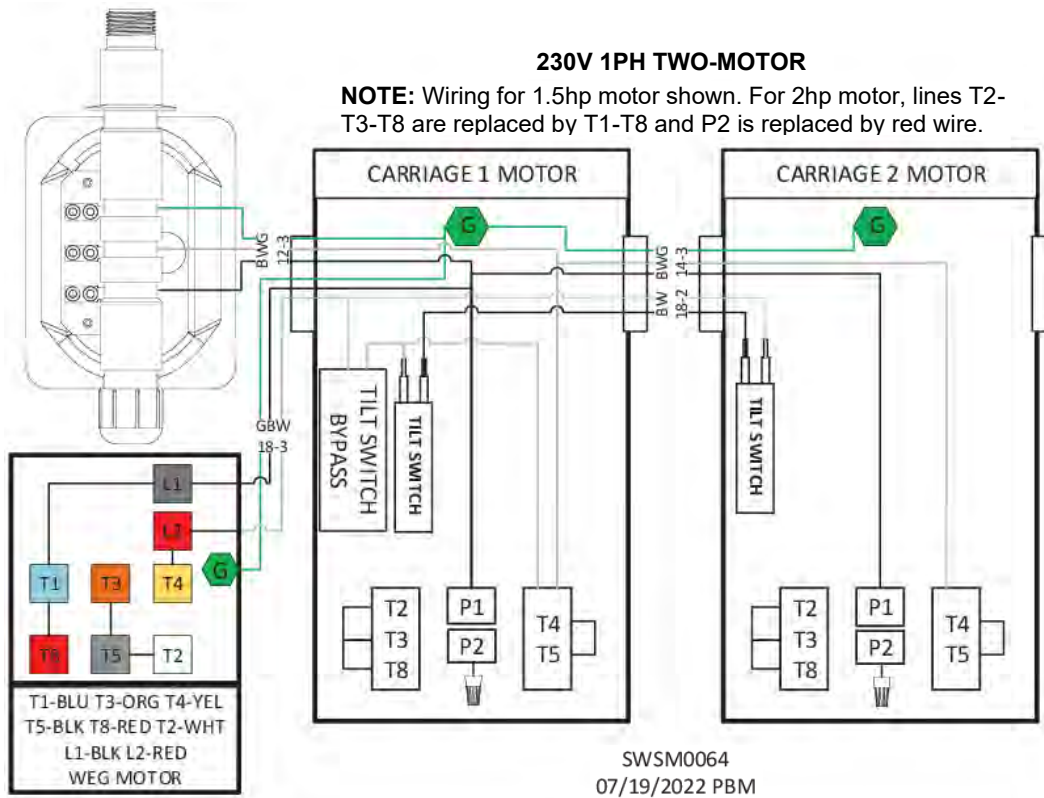 230V 1PH TWO-MOTOR
NOTE: Wiring for 1.5hp motor shown. For 2hp motor, lines T2-
T3-T8 are replaced by T1-T8 and P2 is replaced by red wire.
CARRIAGE 1 MOTOR
CARRIAGE 2 MOTOR
G
G
BWG
12-3
BWG
14-3
BW
18-2
TILT SWITCH
BYPASS
TILT SWITCH
TILT SWITCH
GBW
18-3
L1
L2
G
T1
T3
T4
T8
T5
T2
T2
T3
T8
P1
P2
T4
T5
T2
T3
T8
P1
P2
T4
T5
T1-BLU T3-ORG T4-YEL
T5-BLK T8-RED T2-WHT
L1-BLK L2-RED
WEG MOTOR
SWSM0064
07/19/2022 PBM